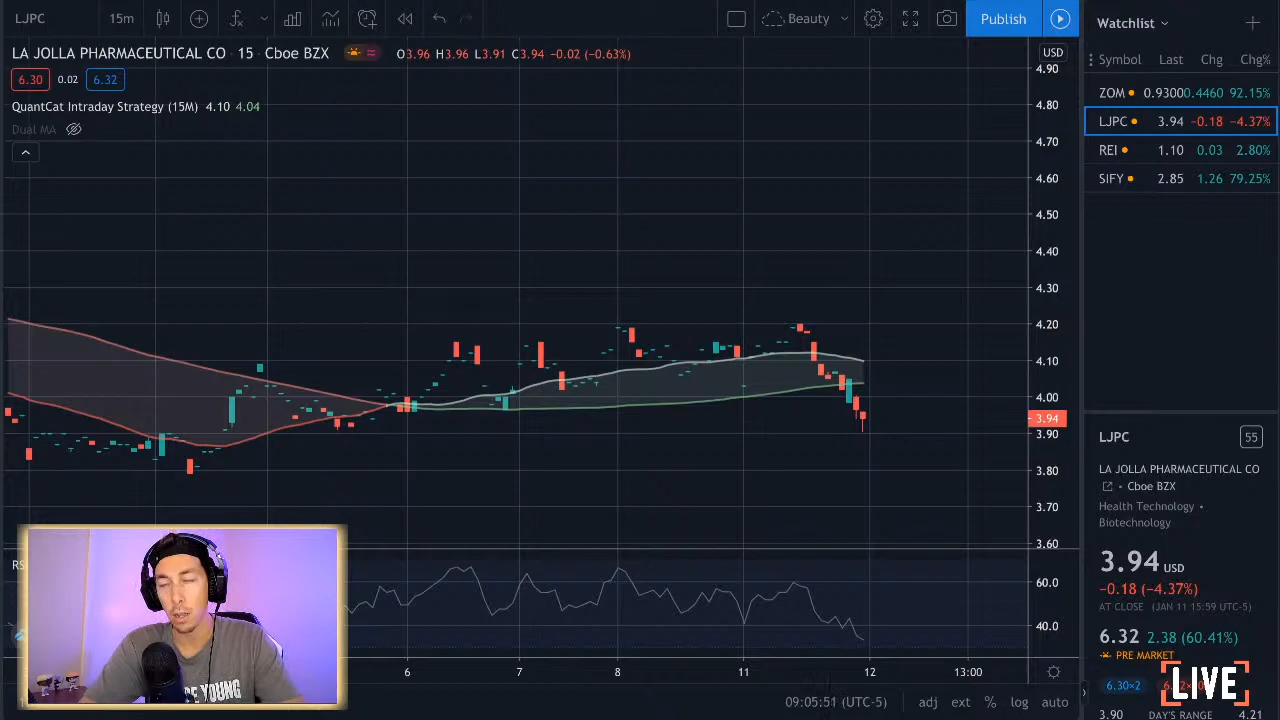 LJPC 15m Beauty Publish
LA JOLLA PHARMACEUTICAL CO · 15 · Cboe BZX O3.96 H3.96 L3.91 C3.94 −0.02 (−0.63%)
6.30 0.02 6.32
QuantCat Intraday Strategy (15M) 4.10 4.04
Dual MA
USD
4.90
4.80
4.70
4.60
4.50
4.40
4.30
4.20
4.10
4.00
3.94
3.90
3.80
3.70
3.60
RS
60.0
40.0
6 7 8 11 12 13:00
09:05:51 (UTC-5) adj ext % log auto
Watchlist
Symbol Last Chg Chg%
ZOM 0.9300 0.4460 92.15%
LJPC 3.94 −0.18 −4.37%
REI 1.10 0.03 2.80%
SIFY 2.85 1.26 79.25%
LJPC 55
LA JOLLA PHARMACEUTICAL CO
• Cboe BZX
Health Technology •
Biotechnology
3.94 USD
−0.18 (−4.37%)
AT CLOSE (JAN 11 15:59 UTC-5)
6.32 2.38 (60.41%)
PRE MARKET
6.30×2
LIVE
3.90 DAY'S RANGE 4.21
YOUNG